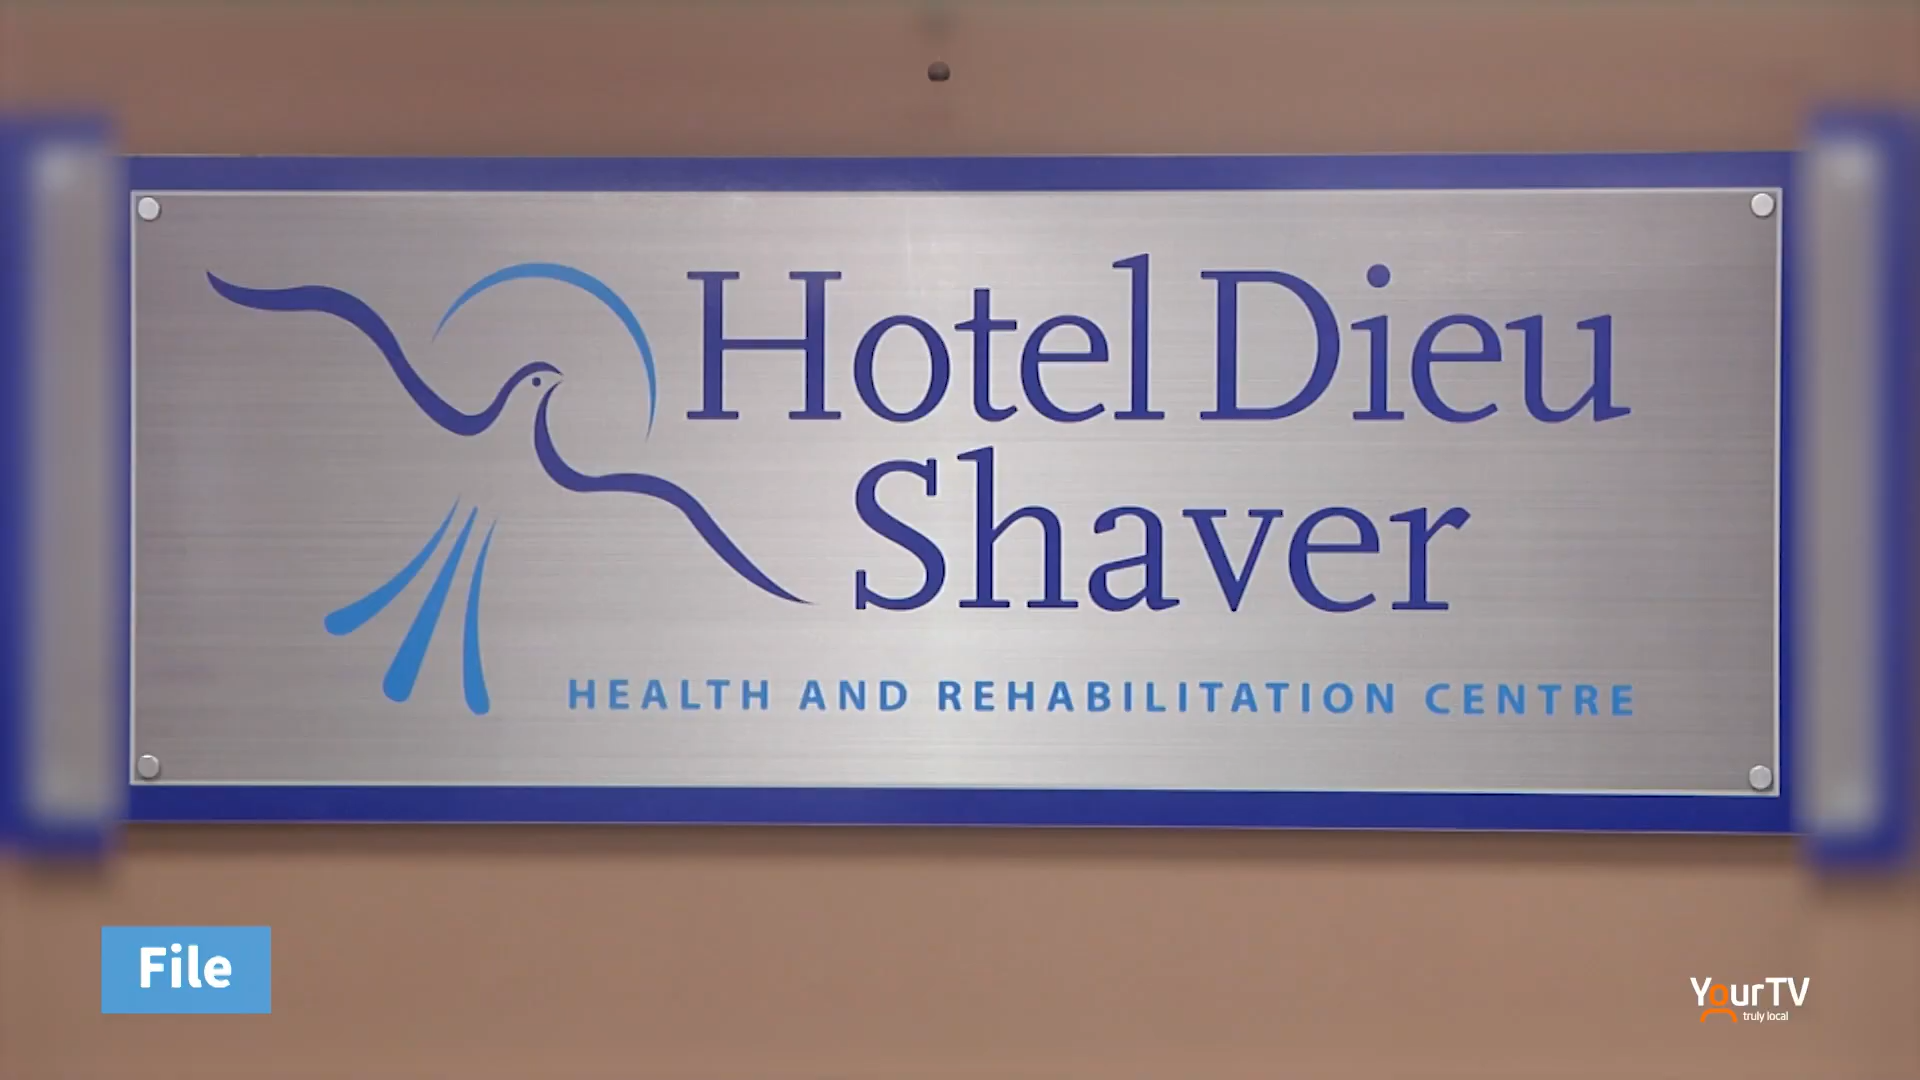 Hotel Dieu
Shaver
HEALTH AND REHABILITATION CENTRE
File
YourTV
truly local